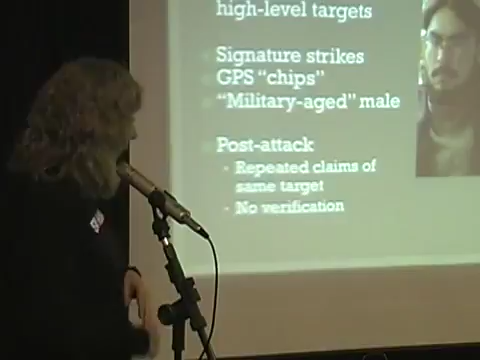 high-level targets
Signature strikes
GPS “chips”
“Military-aged” male
Post-attack
- Repeated claims of
same target
- No verification